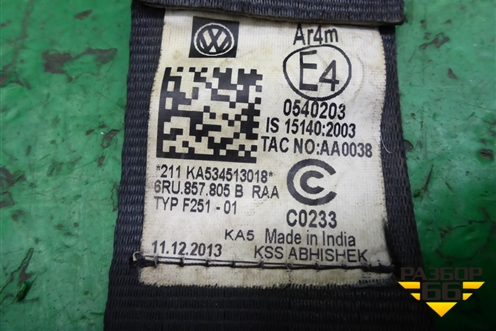 Ar4m
E4
0540203
IS 15140:2003
TAC NO:AA0038
*211 KA534513018*
6RU.857.805 B RAA
TYP F251 - 01
C0233
KA5 Made in India
11.12.2013 KSS ABHISHEK
РАЗБОР
66